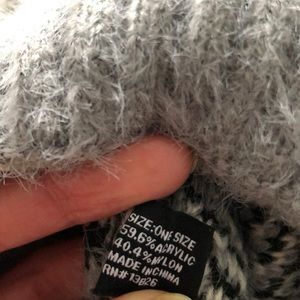 SIZE:ONE SIZE
59.6% ACRYLIC
40.4% NYLON
MADE IN CHINA
RN# 13826